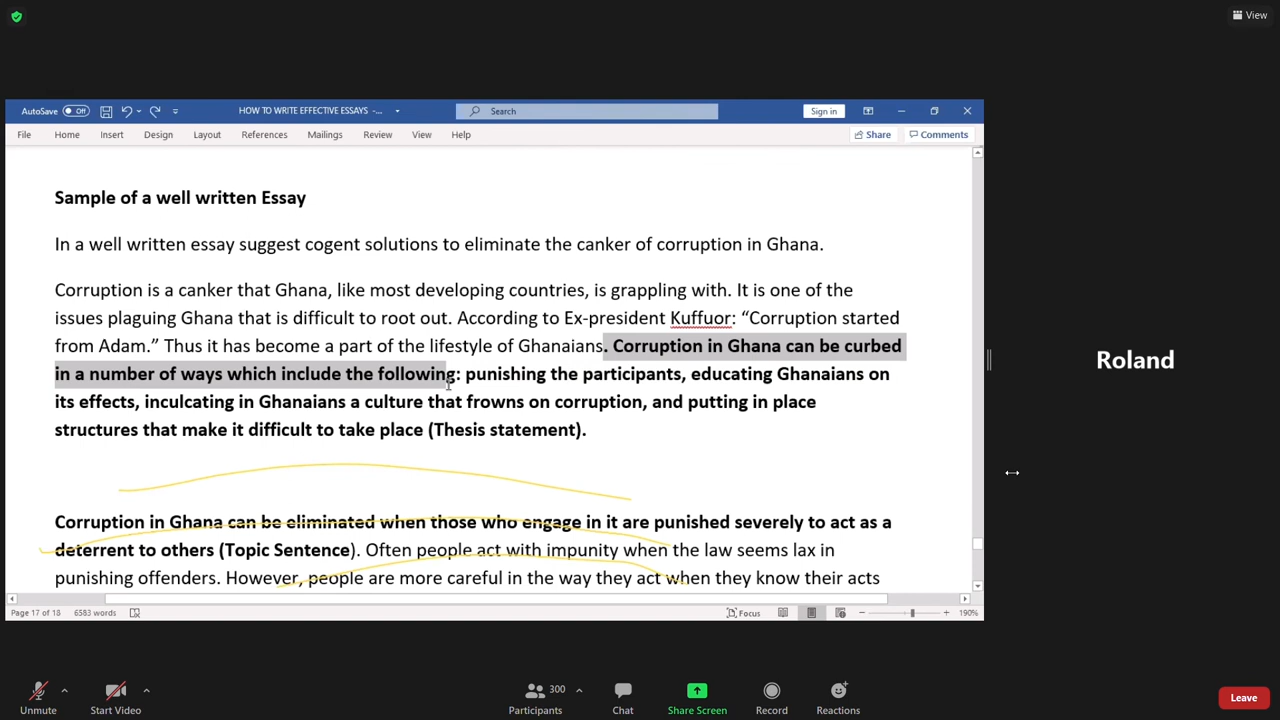 View
AutoSave Off HOW TO WRITE EFFECTIVE ESSAYS -... Search Sign in
File Home Insert Design Layout References Mailings Review View Help Share Comments
Sample of a well written Essay
In a well written essay suggest cogent solutions to eliminate the canker of corruption in Ghana.
Corruption is a canker that Ghana, like most developing countries, is grappling with. It is one of the
issues plaguing Ghana that is difficult to root out. According to Ex-president Kuffuor: “Corruption started
from Adam.” Thus it has become a part of the lifestyle of Ghanaians. Corruption in Ghana can be curbed
in a number of ways which include the following: punishing the participants, educating Ghanaians on
its effects, inculcating in Ghanaians a culture that frowns on corruption, and putting in place
structures that make it difficult to take place (Thesis statement).
Roland
Corruption in Ghana can be eliminated when those who engage in it are punished severely to act as a
deterrent to others (Topic Sentence). Often people act with impunity when the law seems lax in
punishing offenders. However, people are more careful in the way they act when they know their acts
Page 17 of 18 6583 words Focus 190%
Unmute Start Video Participants 300 Chat Share Screen Record Reactions Leave